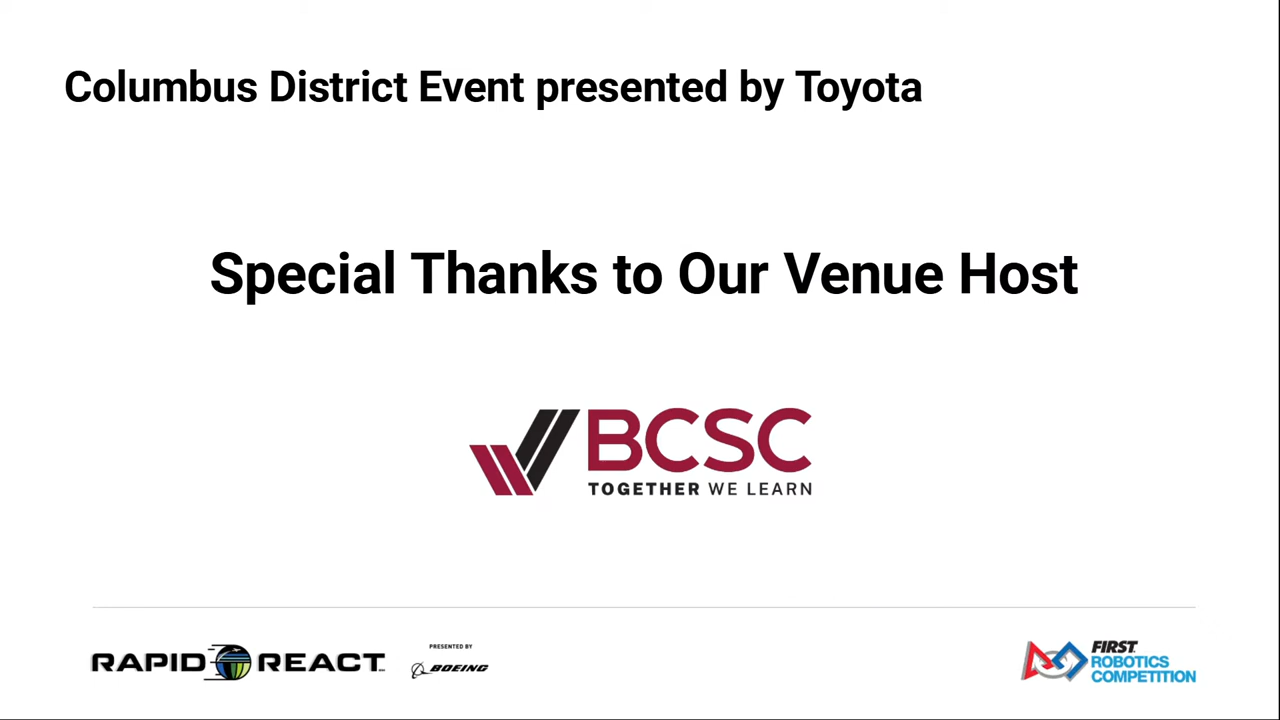 Columbus District Event presented by Toyota
Special Thanks to Our Venue Host
BCSC
TOGETHER WE LEARN
RAPID REACT
PRESENTED BY
BOEING
FIRST
ROBOTICS
COMPETITION